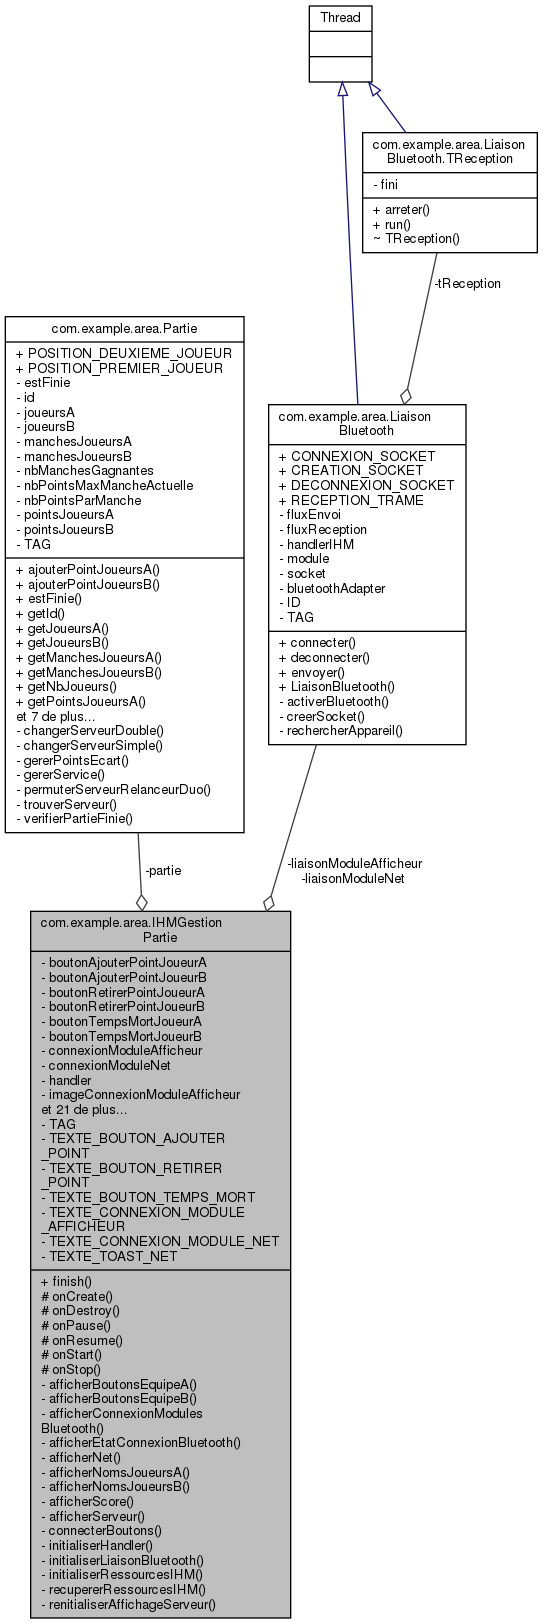 Thread
com.example.area.Liaison
Bluetooth.TReception
- fini
+ arreter()
+ run()
~ TReception()
-tReception
com.example.area.Partie
+ POSITION_DEUXIEME_JOUEUR
+ POSITION_PREMIER_JOUEUR
- estFinie
- id
- joueursA
- joueursB
- manchesJoueursA
- manchesJoueursB
- nbManchesGagnantes
- nbPointsMaxMancheActuelle
- nbPointsParManche
- pointsJoueursA
- pointsJoueursB
- TAG
+ ajouterPointJoueursA()
+ ajouterPointJoueursB()
+ estFinie()
+ getId()
+ getJoueursA()
+ getJoueursB()
+ getManchesJoueursA()
+ getManchesJoueursB()
+ getNbJoueurs()
+ getPointsJoueursA()
et 7 de plus...
- changerServeurDouble()
- changerServeurSimple()
- gererPointsEcart()
- gererService()
- permuterServeurRelanceurDuo()
- trouverServeur()
- verifierPartieFinie()
com.example.area.Liaison
Bluetooth
+ CONNEXION_SOCKET
+ CREATION_SOCKET
+ DECONNEXION_SOCKET
+ RECEPTION_TRAME
- fluxEnvoi
- fluxReception
- handlerIHM
- module
- socket
- bluetoothAdapter
- ID
- TAG
+ connecter()
+ deconnecter()
+ envoyer()
+ LiaisonBluetooth()
- activerBluetooth()
- creerSocket()
- rechercherAppareil()
-partie
-liaisonModuleAfficheur
-liaisonModuleNet
com.example.area.IHMGestion
Partie
- boutonAjouterPointJoueurA
- boutonAjouterPointJoueurB
- boutonRetirerPointJoueurA
- boutonRetirerPointJoueurB
- boutonTempsMortJoueurA
- boutonTempsMortJoueurB
- connexionModuleAfficheur
- connexionModuleNet
- handler
- imageConnexionModuleAfficheur
et 21 de plus...
- TAG
- TEXTE_BOUTON_AJOUTER
_POINT
- TEXTE_BOUTON_RETIRER
_POINT
- TEXTE_BOUTON_TEMPS_MORT
- TEXTE_CONNEXION_MODULE
_AFFICHEUR
- TEXTE_CONNEXION_MODULE_NET
- TEXTE_TOAST_NET
+ finish()
# onCreate()
# onDestroy()
# onPause()
# onResume()
# onStart()
# onStop()
- afficherBoutonsEquipeA()
- afficherBoutonsEquipeB()
- afficherConnexionModules
Bluetooth()
- afficherEtatConnexionBluetooth()
- afficherNet()
- afficherNomsJoueursA()
- afficherNomsJoueursB()
- afficherScore()
- afficherServeur()
- connecterBoutons()
- initialiserHandler()
- initialiserLiaisonBluetooth()
- initialiserRessourcesIHM()
- recupererRessourcesIHM()
- renitialiserAffichageServeur()